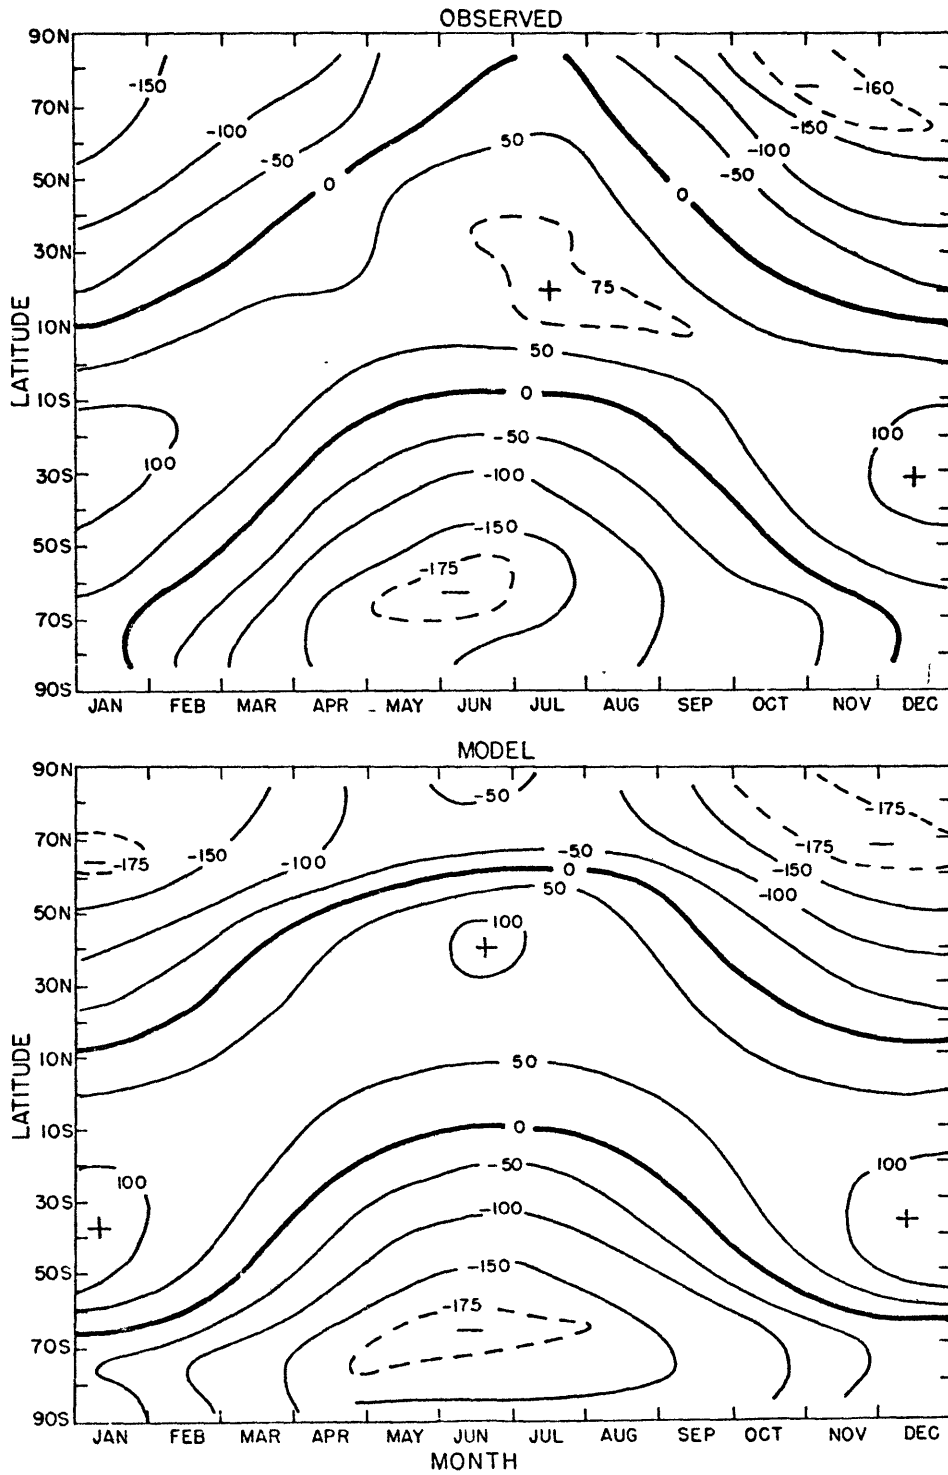 OBSERVED
90N
-150
-160
70N
-150
-100
-100
-50
50
50N
0
-50
0
30N
75
10N
50
LATITUDE
10S
0
100
-50
100
30S
-100
-150
50S
-175
70S
90S
JAN FEB MAR APR MAY JUN JUL AUG SEP OCT NOV DEC
MODEL
90N
-50
-175
70N
-175
-150
-50
-175
-100
0
-150
50
-100
50N
100
30N
10N
50
LATITUDE
10S
0
-50
100
100
30S
-100
50S
-150
-175
70S
90S
JAN FEB MAR APR MAY JUN JUL AUG SEP OCT NOV DEC
MONTH